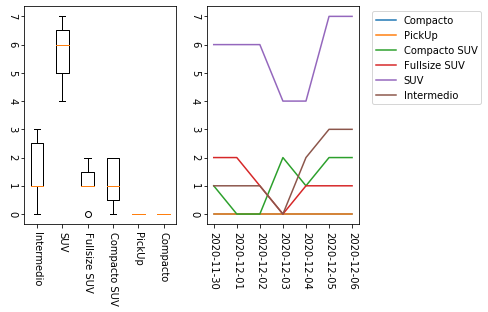 7
6
5
4
3
2
1
0
Intermedio
SUV
Fullsize SUV
Compacto SUV
PickUp
Compacto
7
6
5
4
3
2
1
0
2020-11-30
2020-12-01
2020-12-02
2020-12-03
2020-12-04
2020-12-05
2020-12-06
Compacto
PickUp
Compacto SUV
Fullsize SUV
SUV
Intermedio